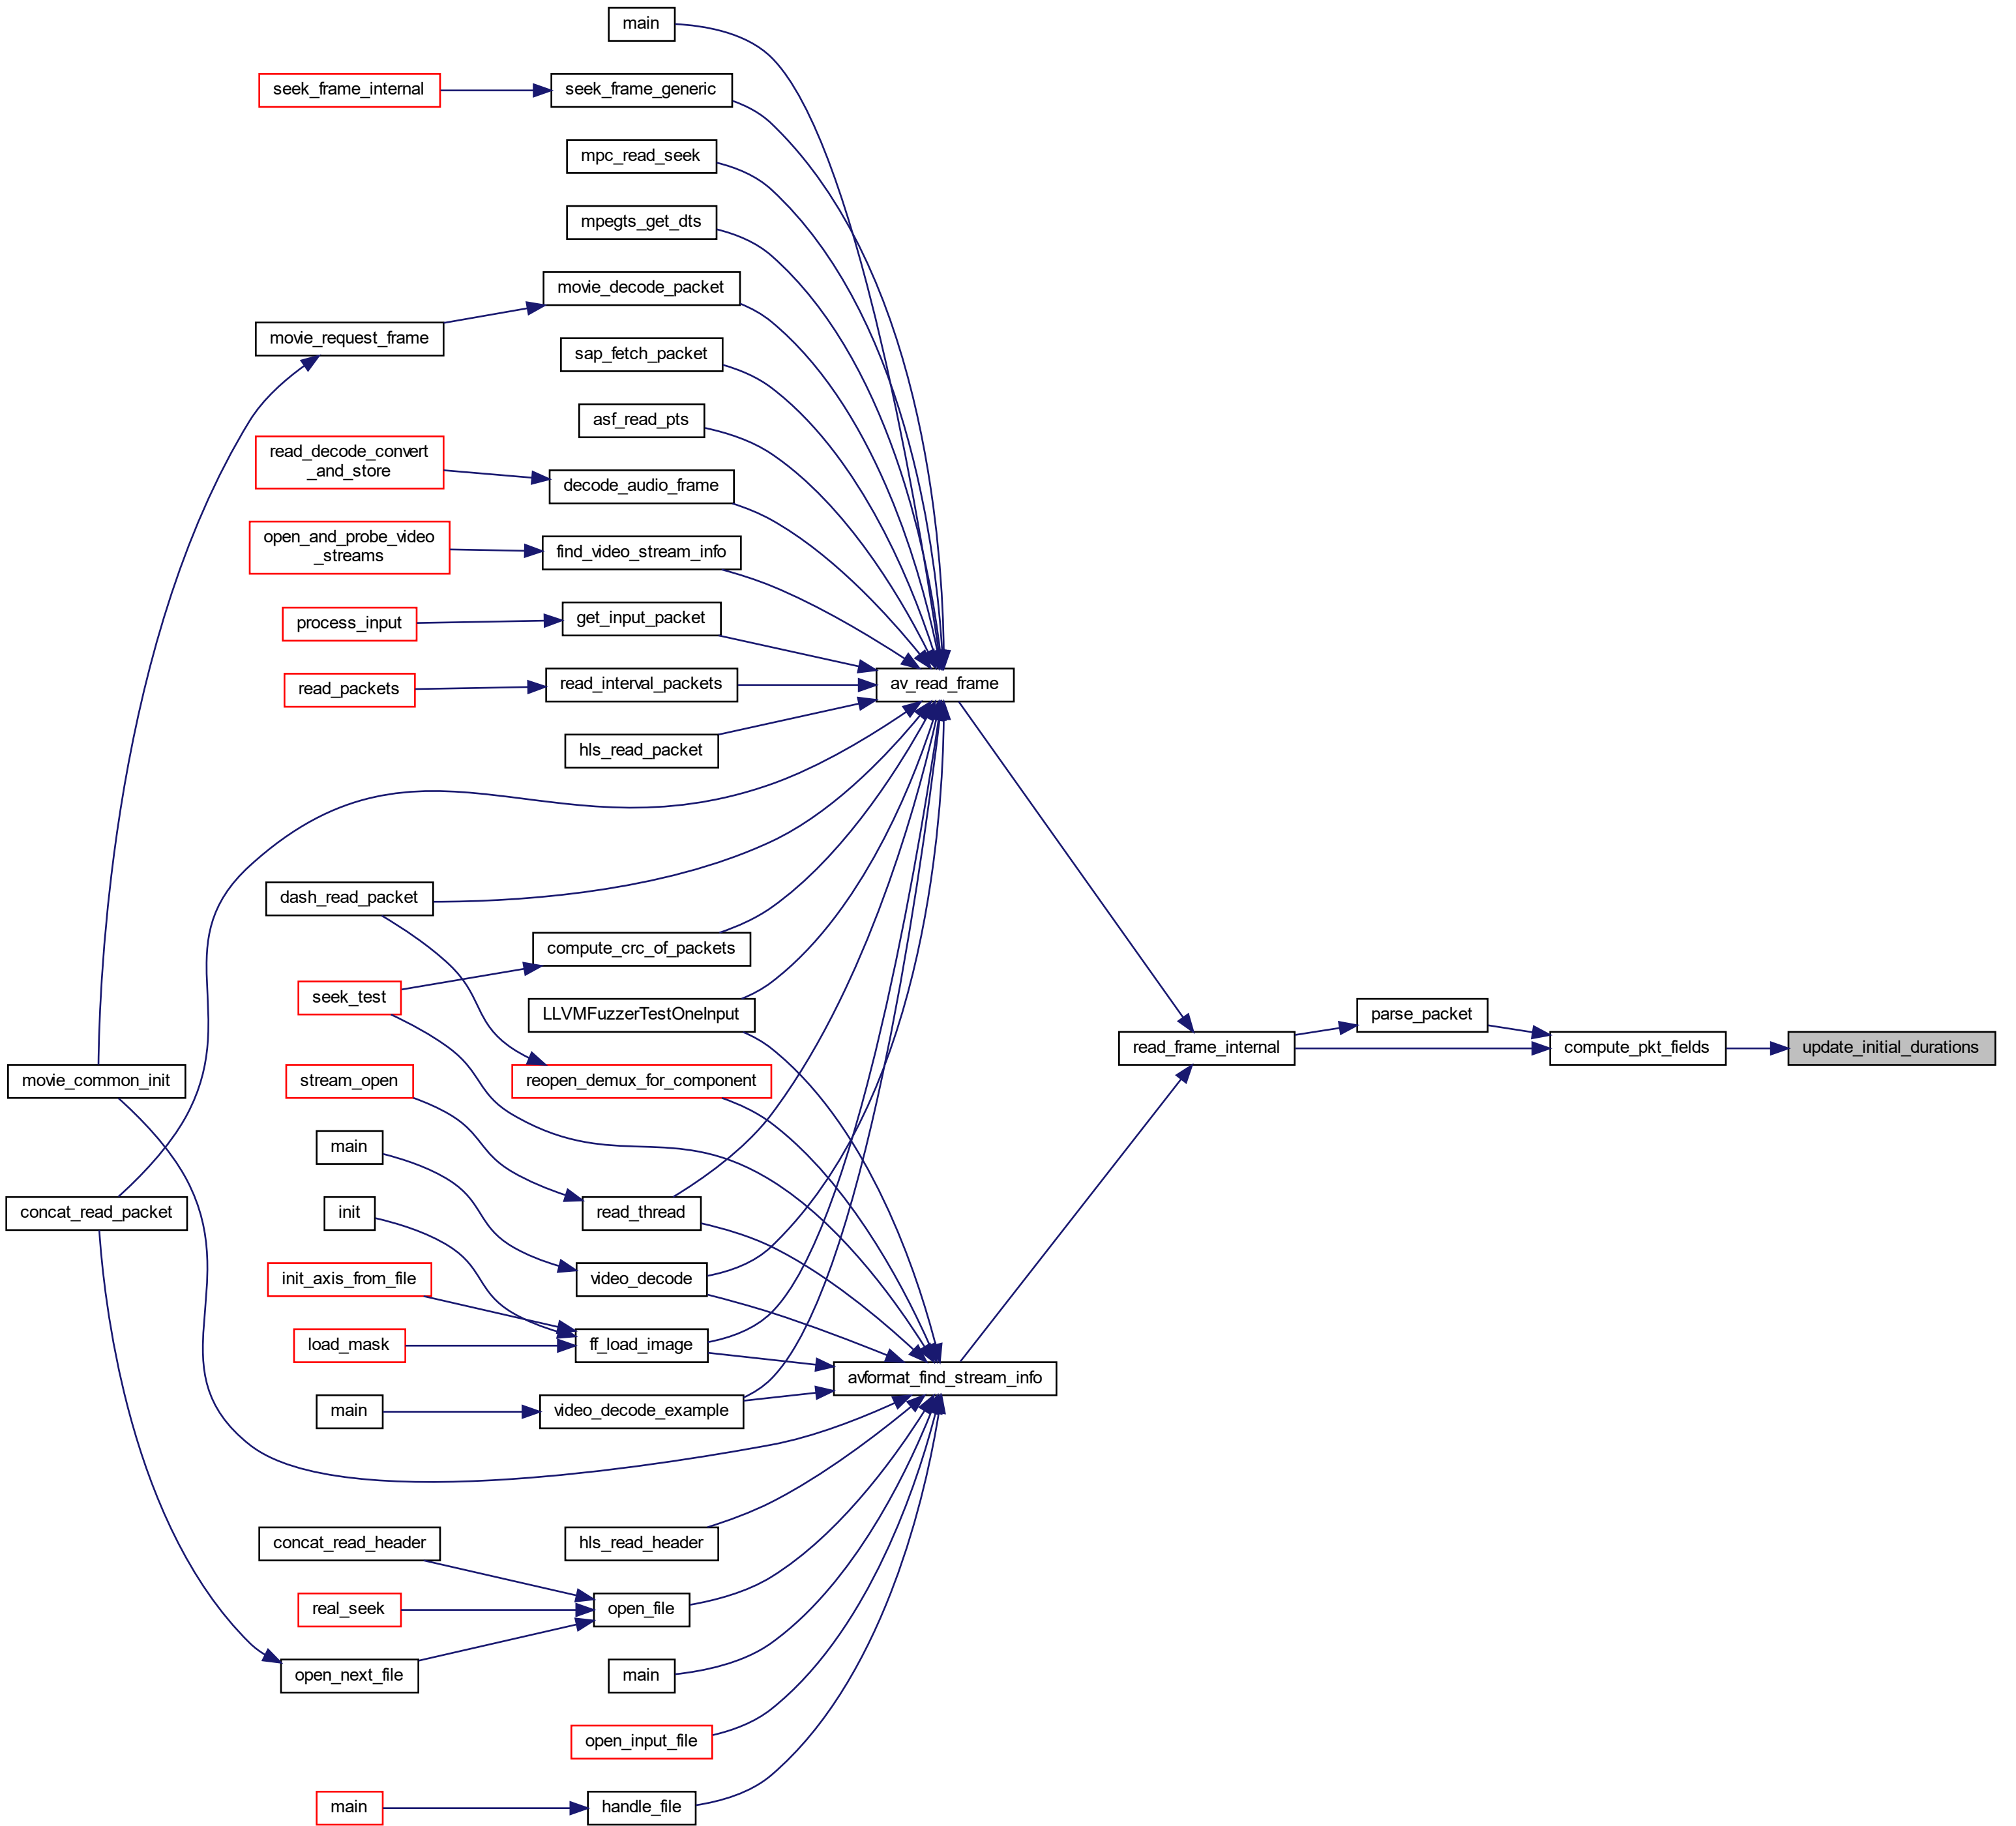 main
seek_frame_internal
seek_frame_generic
mpc_read_seek
mpegts_get_dts
movie_decode_packet
movie_request_frame
sap_fetch_packet
asf_read_pts
read_decode_convert
_and_store
decode_audio_frame
open_and_probe_video
_streams
find_video_stream_info
process_input
get_input_packet
read_packets
read_interval_packets
av_read_frame
hls_read_packet
dash_read_packet
compute_crc_of_packets
seek_test
LLVMFuzzerTestOneInput
parse_packet
read_frame_internal
compute_pkt_fields
update_initial_durations
movie_common_init
stream_open
reopen_demux_for_component
main
concat_read_packet
init
read_thread
init_axis_from_file
video_decode
load_mask
ff_load_image
avformat_find_stream_info
main
video_decode_example
concat_read_header
hls_read_header
real_seek
open_file
open_next_file
main
open_input_file
main
handle_file